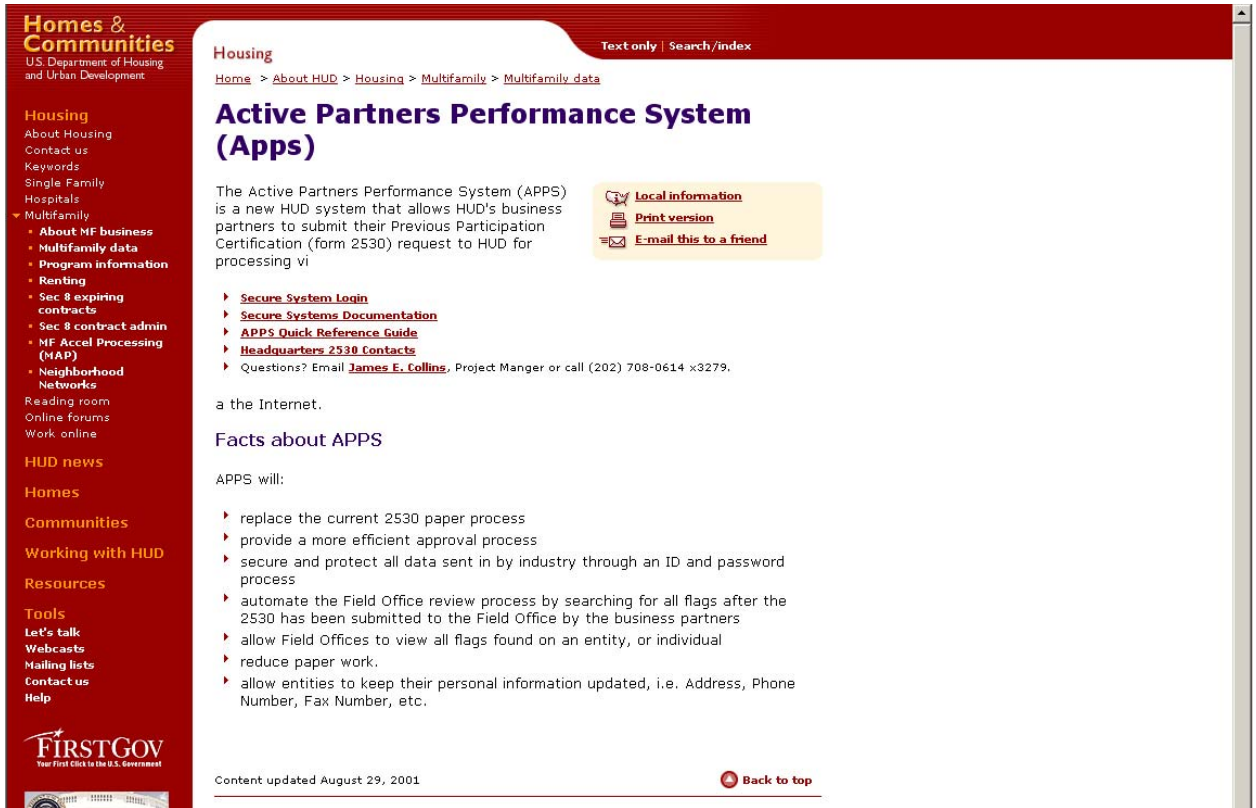 Homes &
Communities
U.S. Department of Housing
and Urban Development
Housing
About Housing
Contact us
Keywords
Single Family
Hospitals
Multifamily
About MF business
Multifamily data
Program information
Renting
Sec 8 expiring
contracts
Sec 8 contract admin
MF Accel Processing
(MAP)
Neighborhood
Networks
Reading room
Online forums
Work online
HUD news
Homes
Communities
Working with HUD
Resources
Tools
Let's talk
Webcasts
Mailing lists
Contact us
Help
FIRSTGOV
Your First Click to the U.S. Government
Housing
Text only | Search/index
Home > About HUD > Housing > Multifamily > Multifamily data
Active Partners Performance System
(Apps)
The Active Partners Performance System (APPS)
is a new HUD system that allows HUD's business
partners to submit their Previous Participation
Certification (form 2530) request to HUD for
processing vi
Local information
Print version
E-mail this to a friend
Secure System Login
Secure Systems Documentation
APPS Quick Reference Guide
Headquarters 2530 Contacts
Questions? Email James E. Collins, Project Manger or call (202) 708-0614 x3279.
a the Internet.
Facts about APPS
APPS will:
replace the current 2530 paper process
provide a more efficient approval process
secure and protect all data sent in by industry through an ID and password
process
automate the Field Office review process by searching for all flags after the
2530 has been submitted to the Field Office by the business partners
allow Field Offices to view all flags found on an entity, or individual
reduce paper work.
allow entities to keep their personal information updated, i.e. Address, Phone
Number, Fax Number, etc.
Content updated August 29, 2001
Back to top